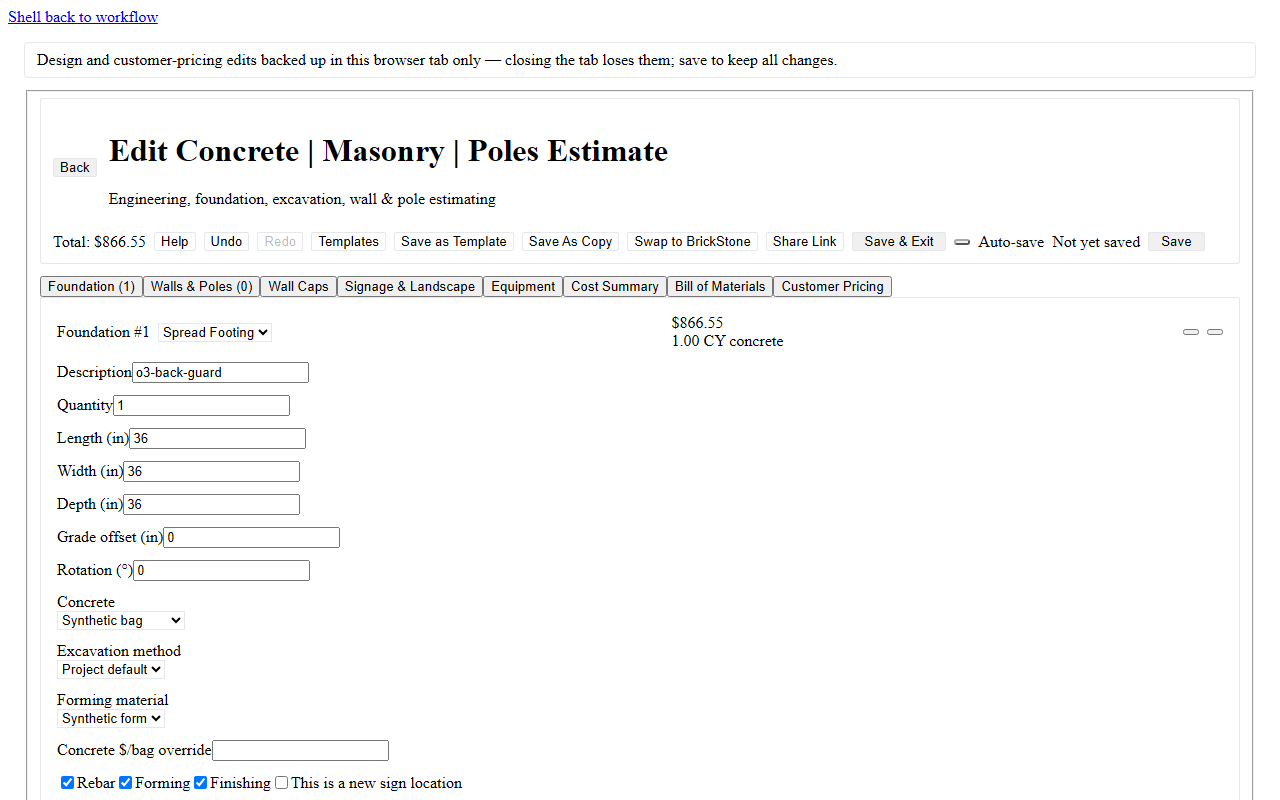 Shell back to workflow
Design and customer-pricing edits backed up in this browser tab only — closing the tab loses them; save to keep all changes.
Back
Edit Concrete | Masonry | Poles Estimate
Engineering, foundation, excavation, wall & pole estimating
Total: $866.55 Help Undo Redo Templates Save as Template Save As Copy Swap to BrickStone Share Link Save & Exit Auto-save Not yet saved Save
Foundation (1) Walls & Poles (0) Wall Caps Signage & Landscape Equipment Cost Summary Bill of Materials Customer Pricing
Foundation #1 Spread Footing
$866.55
1.00 CY concrete
Description o3-back-guard
Quantity 1
Length (in) 36
Width (in) 36
Depth (in) 36
Grade offset (in) 0
Rotation (°) 0
Concrete
Synthetic bag
Excavation method
Project default
Forming material
Synthetic form
Concrete $/bag override
Rebar Forming Finishing This is a new sign location